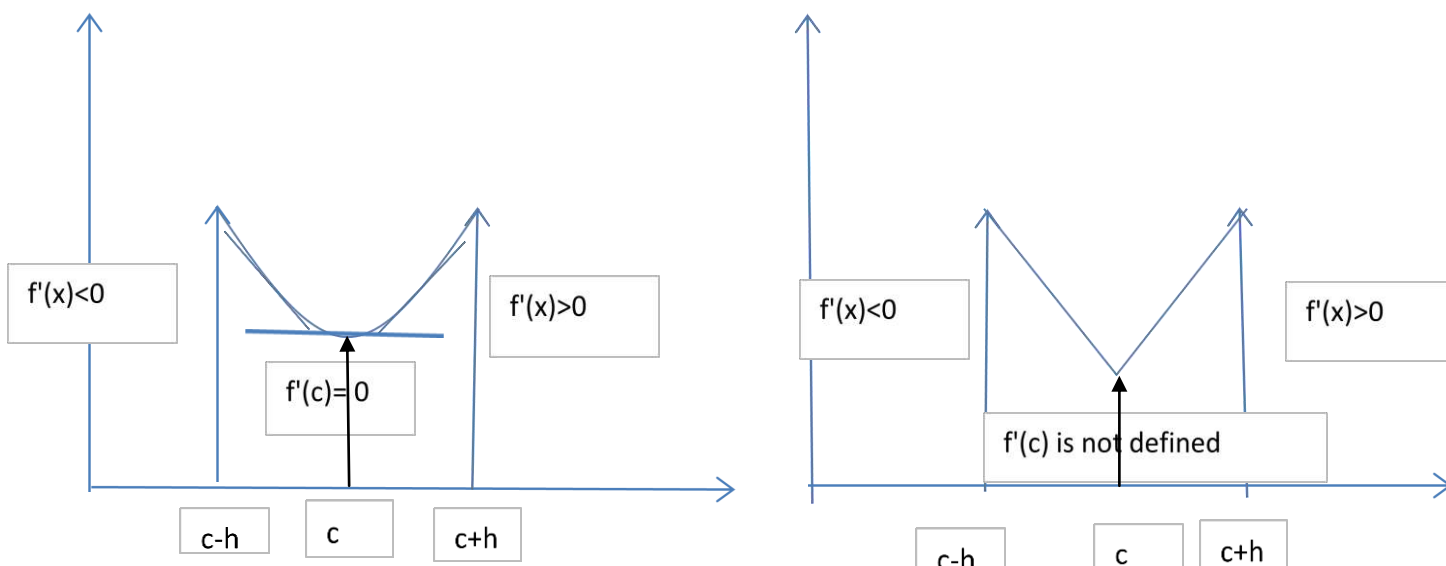 f'(x)<0
f'(x)>0
f'(c)= 0
c-h
c
c+h
f'(x)<0
f'(x)>0
f'(c) is not defined
c-h
c
c+h